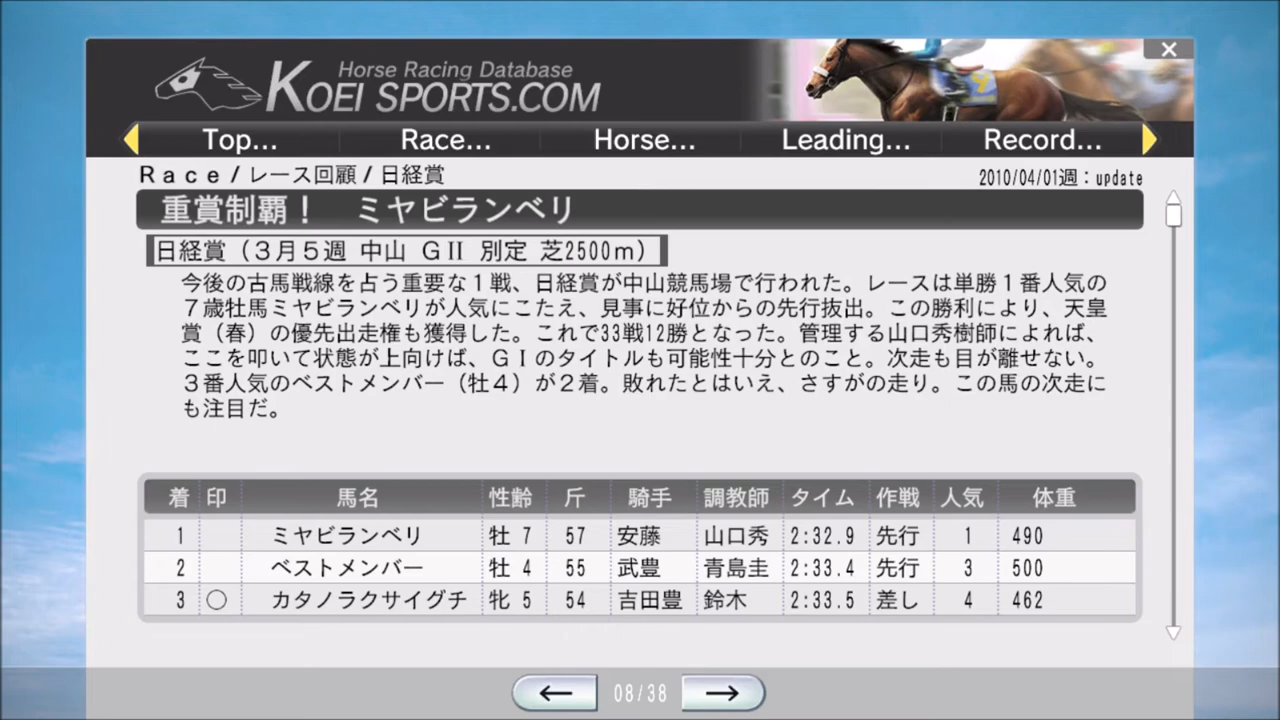 Horse Racing Database
KOEI SPORTS.COM
Top... Race... Horse... Leading... Record...
Ｒａｃｅ / レース回顧 / 日経賞
2010/04/01週：update
重賞制覇！　ミヤビランベリ
日経賞（３月５週 中山 ＧⅡ 別定 芝2500ｍ）
今後の古馬戦線を占う重要な１戦、日経賞が中山競馬場で行われた。レースは単勝１番人気の
７歳牡馬ミヤビランベリが人気にこたえ、見事に好位からの先行抜出。この勝利により、天皇
賞（春）の優先出走権も獲得した。これで33戦12勝となった。管理する山口秀樹師によれば、
ここを叩いて状態が上向けば、ＧⅠのタイトルも可能性十分とのこと。次走も目が離せない。
３番人気のベストメンバー（牡４）が２着。敗れたとはいえ、さすがの走り。この馬の次走に
も注目だ。
着 印 馬名 性齢 斤 騎手 調教師 タイム 作戦 人気 体重
1 ミヤビランベリ 牡 7 57 安藤 山口秀 2:32.9 先行 1 490
2 ベストメンバー 牡 4 55 武豊 青島圭 2:33.4 先行 3 500
3 ○ カタノラクサイグチ 牝 5 54 吉田豊 鈴木 2:33.5 差し 4 462
← 08/38 →